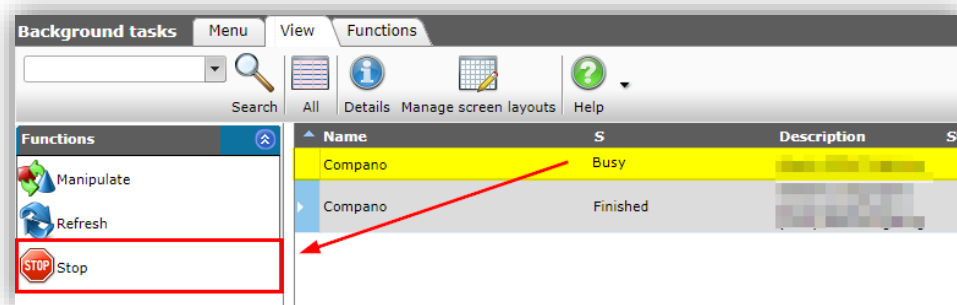 Background tasks Menu View Functions
Search All Details Manage screen layouts Help
Functions Name S Description S
Compano Busy
Manipulate
Compano Finished
Refresh
STOP Stop